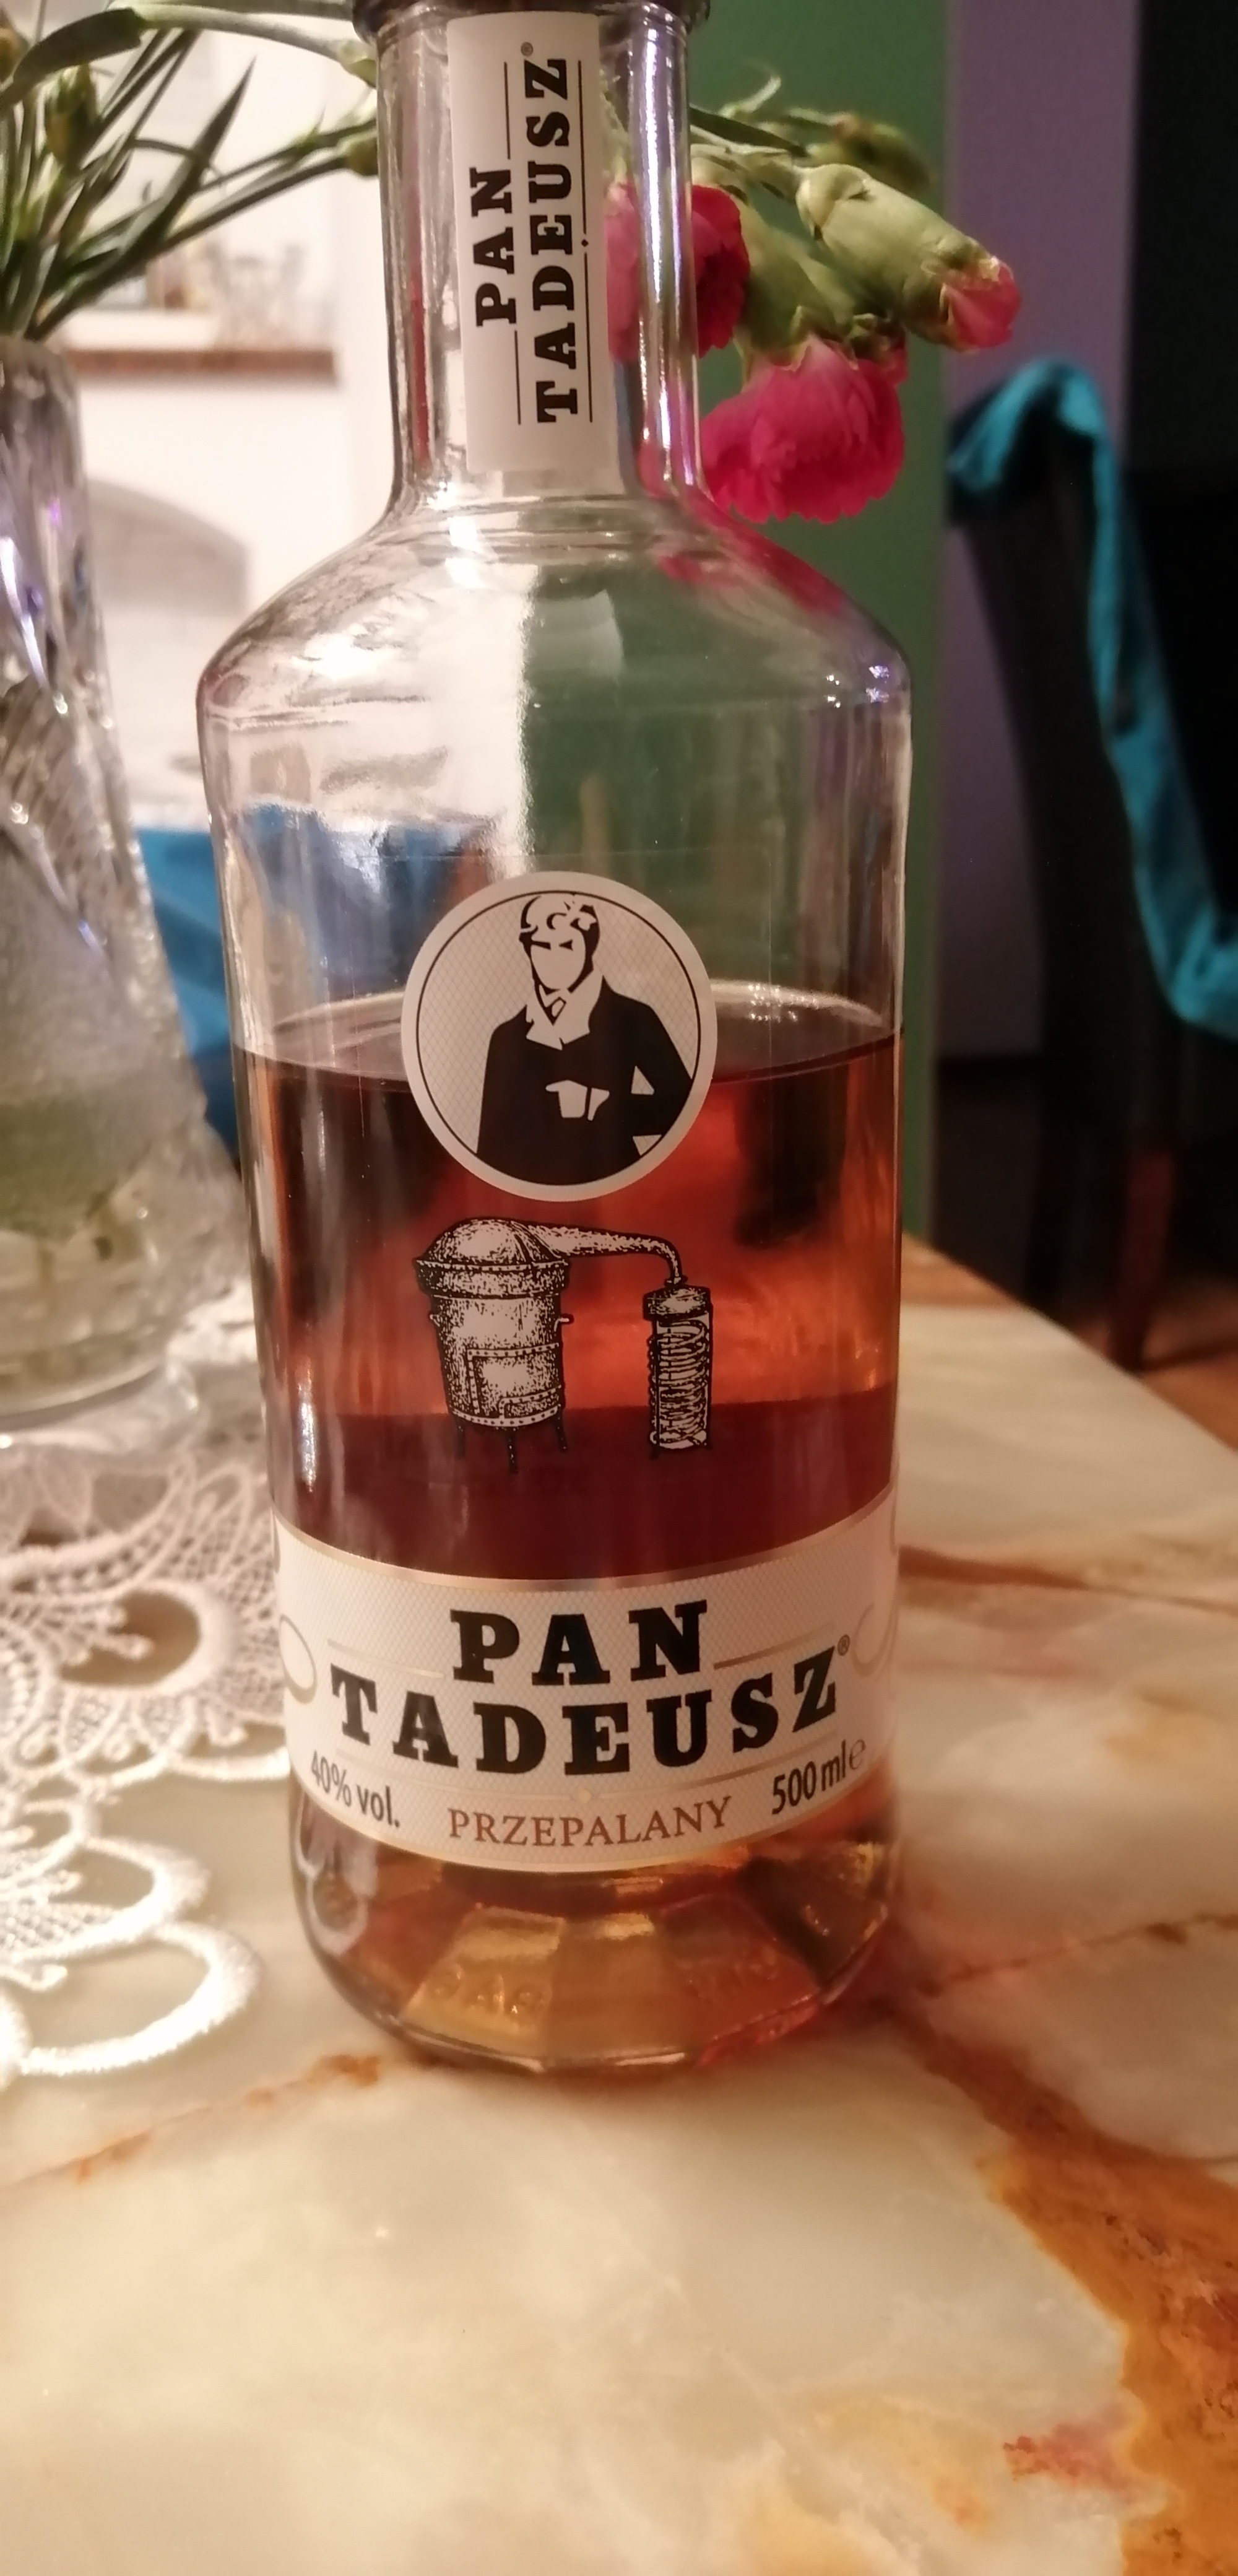 PAN
TADEUSZ®
PAN
TADEUSZ®
40% vol.
PRZEPALANY
500 ml e